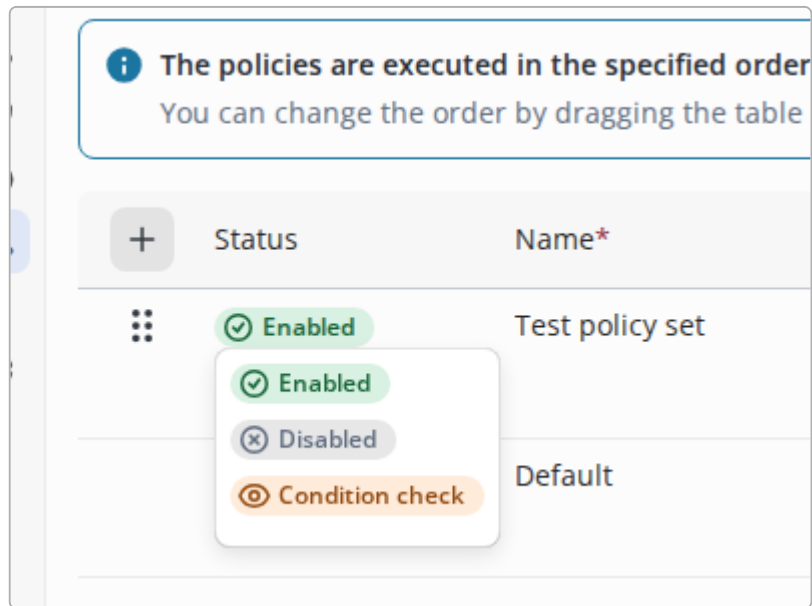 The policies are executed in the specified order
You can change the order by dragging the table
+ Status Name*
Enabled Test policy set
Enabled
Disabled
Condition check
Default